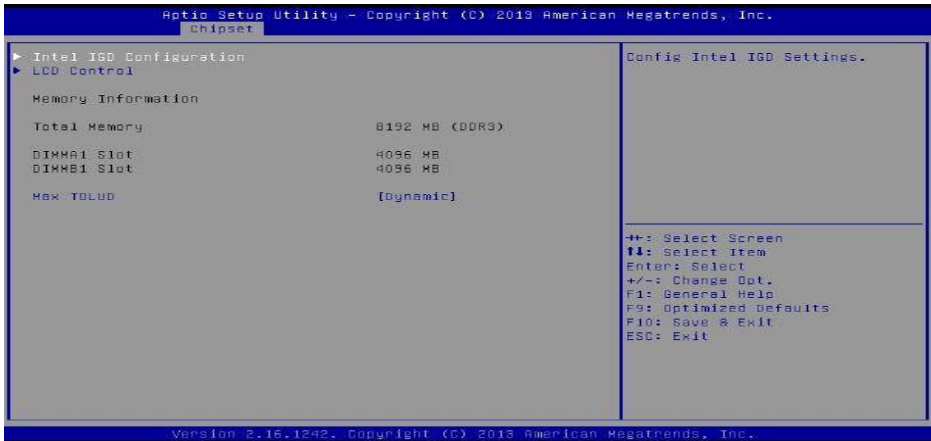 Aptio Setup Utility – Copyright (C) 2013 American Megatrends, Inc.
Chipset
► Intel IGD Configuration
► LCD Control
Memory Information
Total Memory 8192 MB (DDR3)
DIMMA1 Slot 4096 MB
DIMMB1 Slot 4096 MB
Max TOLUD [Dynamic]
Config Intel IGD Settings.
→←: Select Screen
↑↓: Select Item
Enter: Select
+/-: Change Opt.
F1: General Help
F9: Optimized Defaults
F10: Save & Exit
ESC: Exit
Version 2.16.1242. Copyright (C) 2013 American Megatrends, Inc.